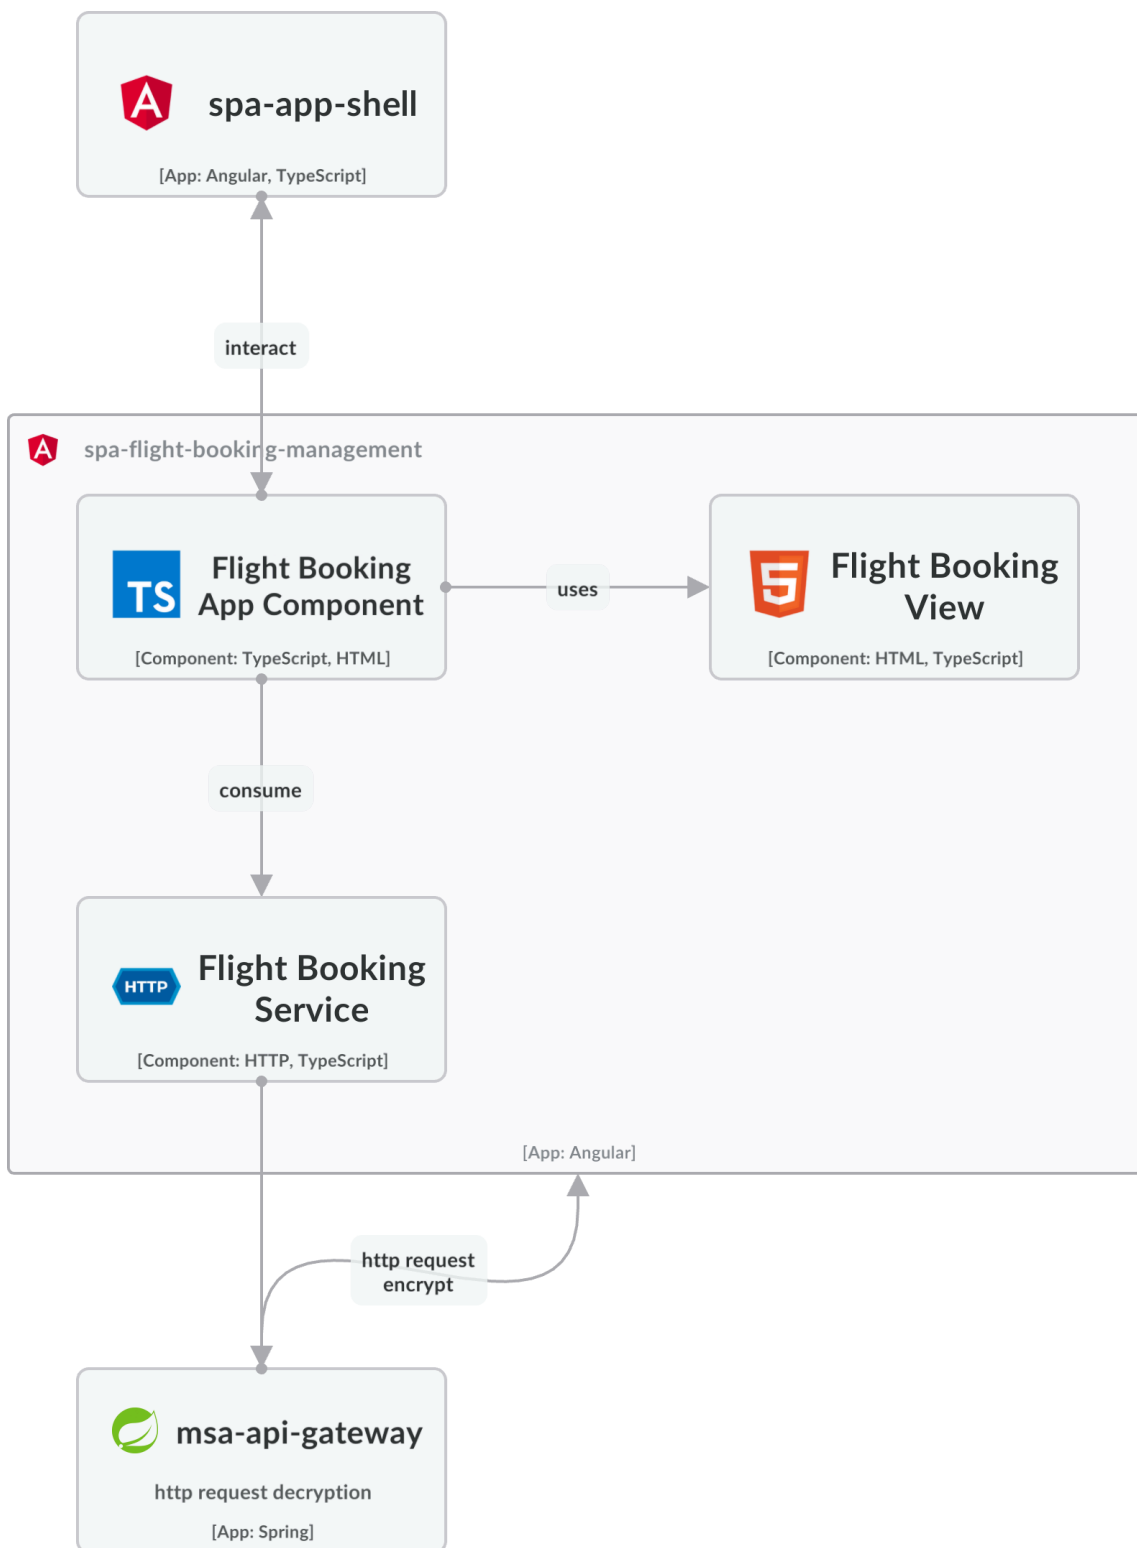 spa-app-shell
[App: Angular, TypeScript]
interact
spa-flight-booking-management
TS
Flight Booking
App Component
[Component: TypeScript, HTML]
uses
5
Flight Booking
View
[Component: HTML, TypeScript]
consume
HTTP
Flight Booking
Service
[Component: HTTP, TypeScript]
[App: Angular]
http request
encrypt
msa-api-gateway
http request decryption
[App: Spring]